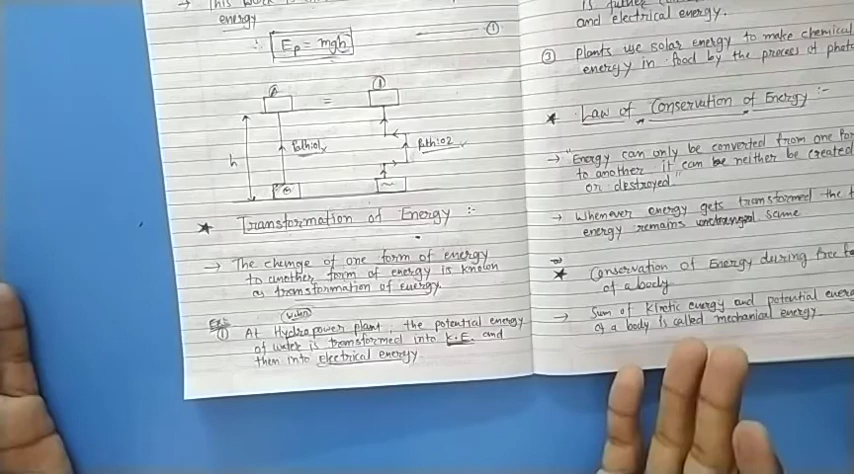 → This work is
energy
∴ Ep = mgh ①
=
h
Path:01
Path:02
★ Transformation of Energy :-
→ The change of one form of energy
to another form of energy is known
as transformation of energy.
Ex:-
(when)
① At Hydropower plant, the potential energy
of water is transformed into K.E. and
then into electrical energy.
is further
and electrical energy.
③ Plants use solar energy to make chemical
energy in food by the process of
★ Law of Conservation of Energy :-
→ "Energy can only be converted from one
to another it can be neither be created
or destroyed."
→ Whenever energy gets transformed the
energy remains same
★ Conservation of Energy during free
of a body
→ Sum of kinetic energy and potential
of a body is called mechanical energy